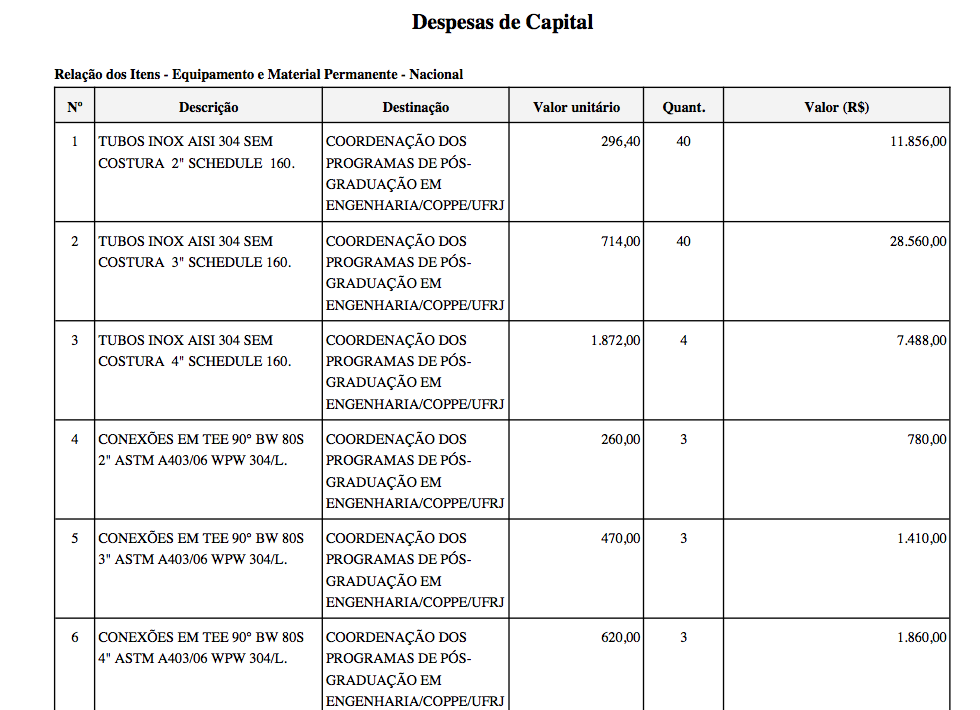 Despesas de Capital
Relação dos Itens - Equipamento e Material Permanente - Nacional
Nº Descrição Destinação Valor unitário Quant. Valor (R$)
1 TUBOS INOX AISI 304 SEM COORDENAÇÃO DOS 296,40 40 11.856,00
COSTURA 2" SCHEDULE 160. PROGRAMAS DE PÓS-
GRADUAÇÃO EM
ENGENHARIA/COPPE/UFRJ
2 TUBOS INOX AISI 304 SEM COORDENAÇÃO DOS 714,00 40 28.560,00
COSTURA 3" SCHEDULE 160. PROGRAMAS DE PÓS-
GRADUAÇÃO EM
ENGENHARIA/COPPE/UFRJ
3 TUBOS INOX AISI 304 SEM COORDENAÇÃO DOS 1.872,00 4 7.488,00
COSTURA 4" SCHEDULE 160. PROGRAMAS DE PÓS-
GRADUAÇÃO EM
ENGENHARIA/COPPE/UFRJ
4 CONEXÕES EM TEE 90º BW 80S COORDENAÇÃO DOS 260,00 3 780,00
2" ASTM A403/06 WPW 304/L. PROGRAMAS DE PÓS-
GRADUAÇÃO EM
ENGENHARIA/COPPE/UFRJ
5 CONEXÕES EM TEE 90º BW 80S COORDENAÇÃO DOS 470,00 3 1.410,00
3" ASTM A403/06 WPW 304/L. PROGRAMAS DE PÓS-
GRADUAÇÃO EM
ENGENHARIA/COPPE/UFRJ
6 CONEXÕES EM TEE 90º BW 80S COORDENAÇÃO DOS 620,00 3 1.860,00
4" ASTM A403/06 WPW 304/L. PROGRAMAS DE PÓS-
GRADUAÇÃO EM
ENGENHARIA/COPPE/UFRJ